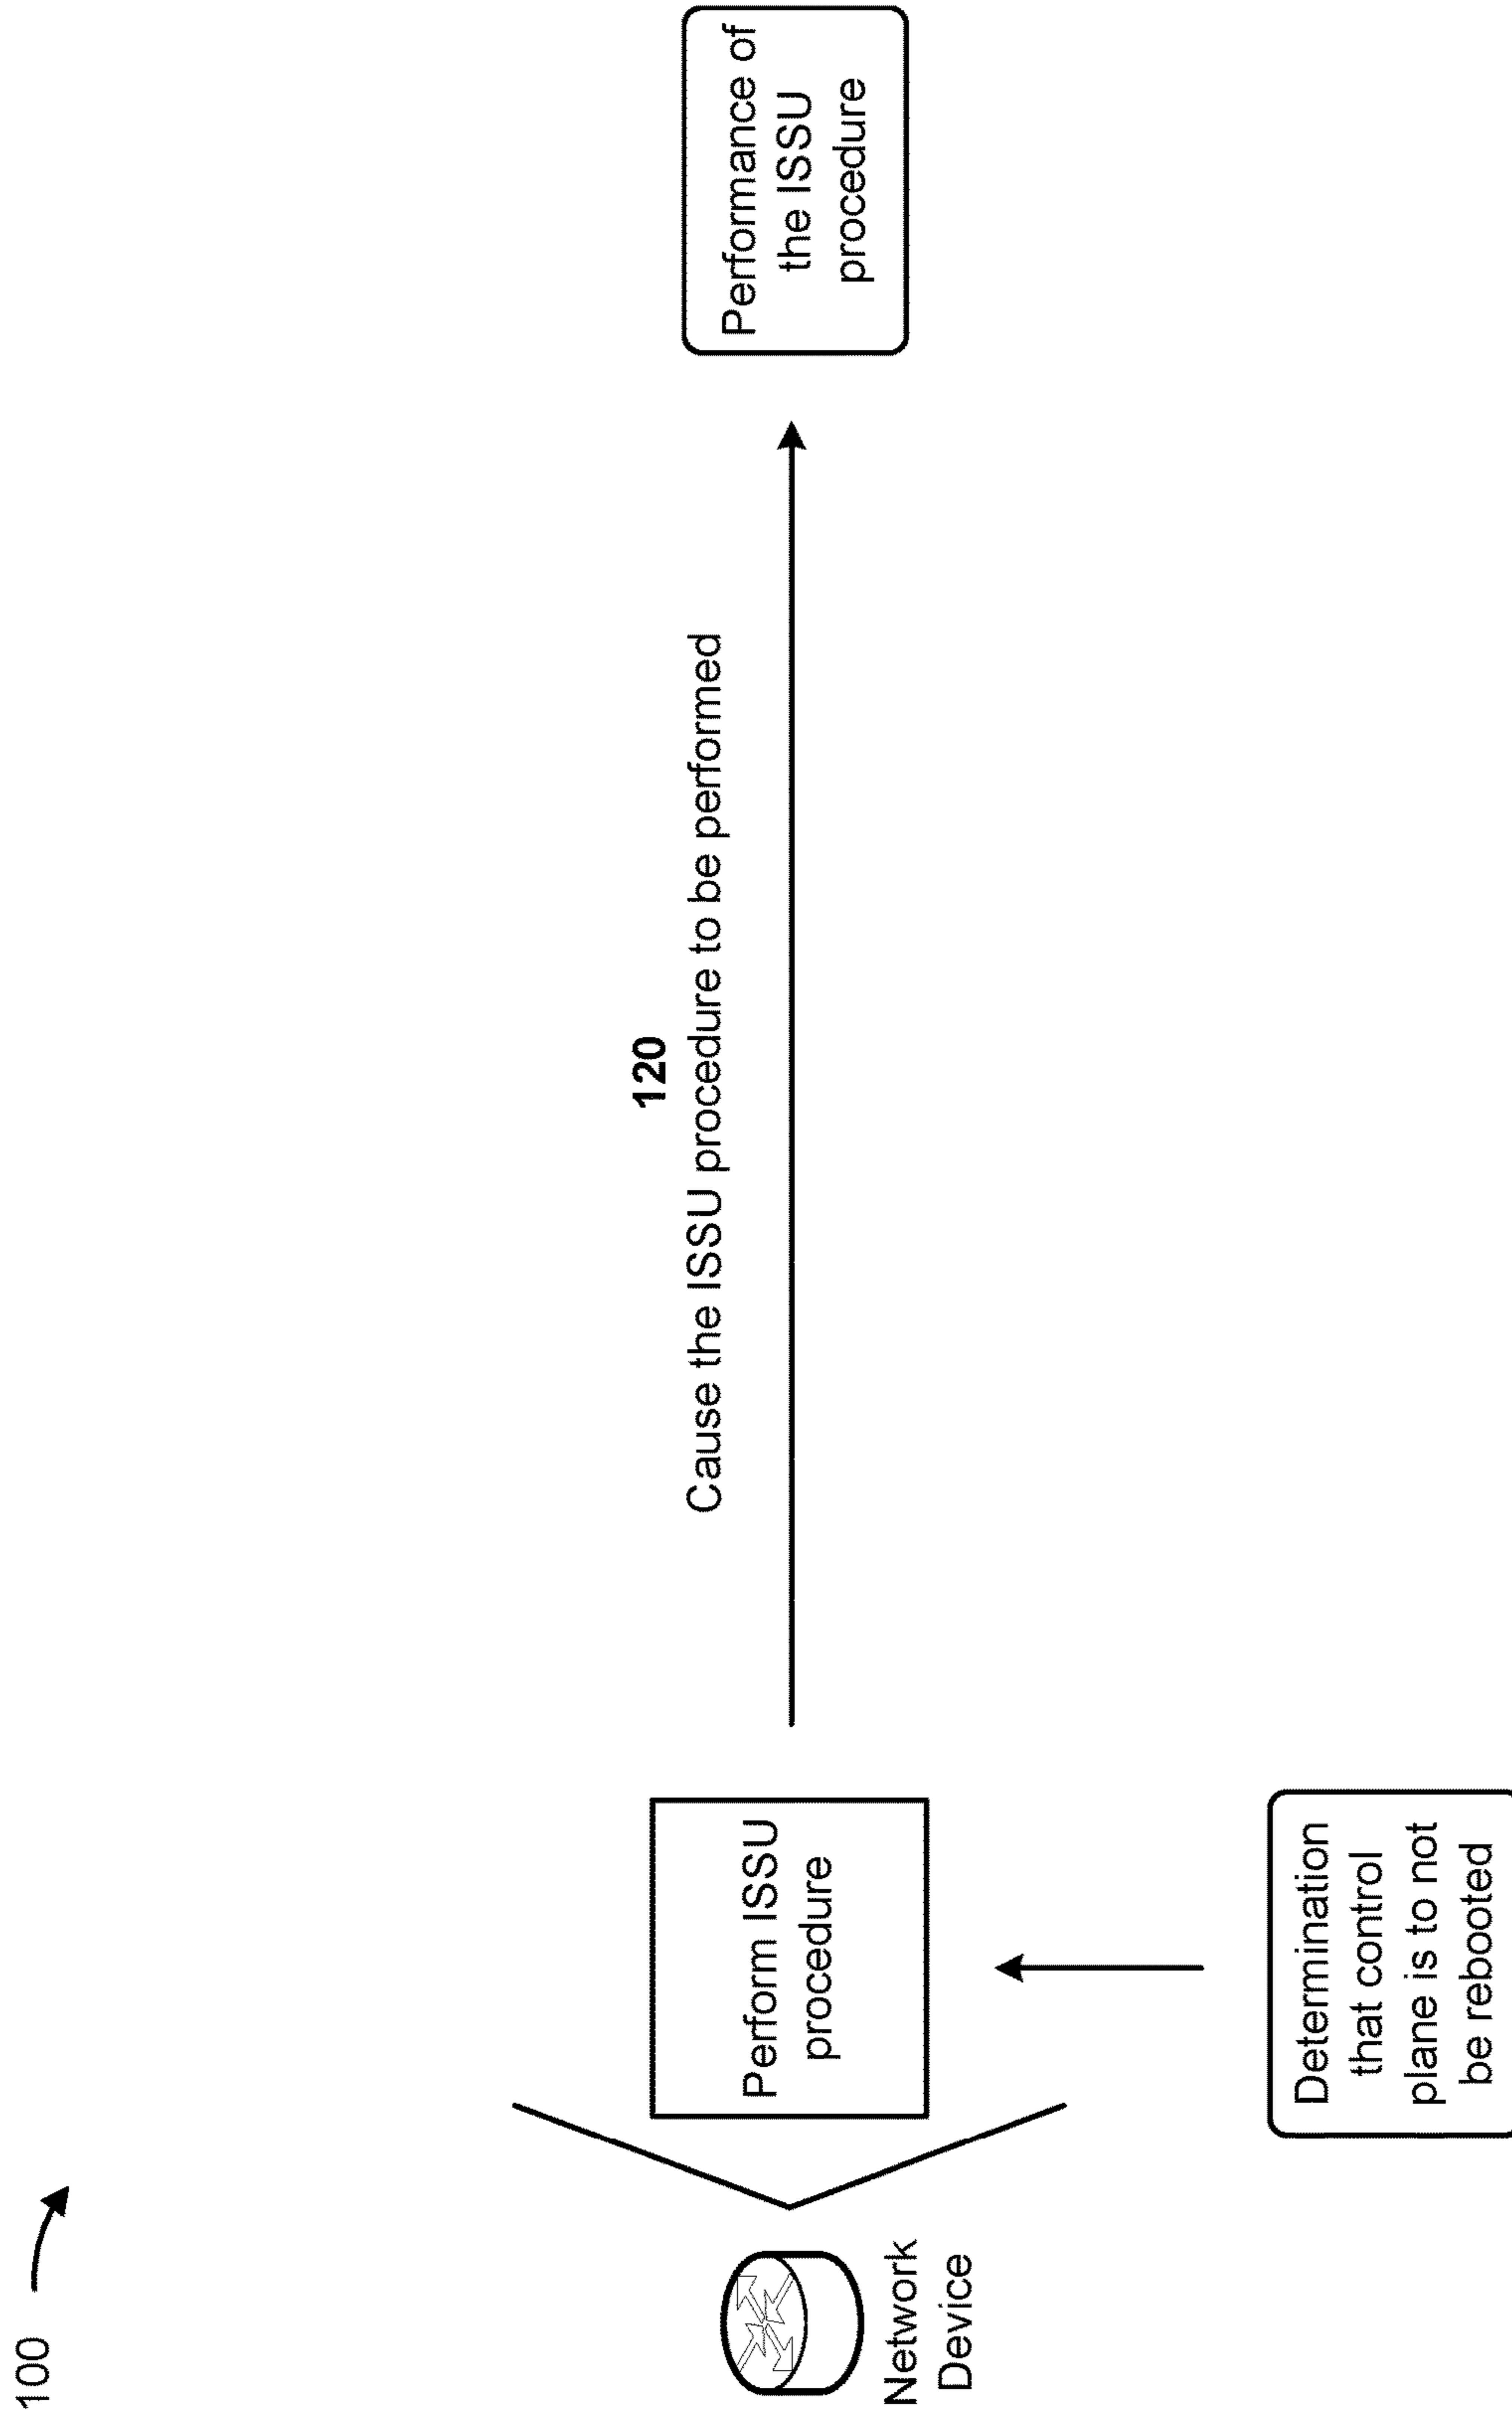 100
Network
Device
Perform ISSU
procedure
Determination
that control
plane is to not
be rebooted
120
Cause the ISSU procedure to be performed
Performance of
the ISSU
procedure